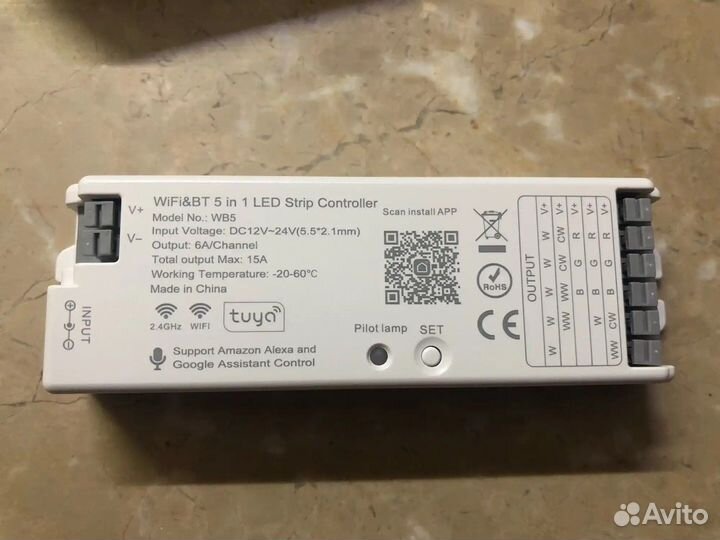 WiFi&BT 5 in 1 LED Strip Controller
Model No.: WB5
Input Voltage: DC12V~24V(5.5*2.1mm)
Output: 6A/Channel
Total output Max: 15A
Working Temperature: -20-60℃
Made in China
2.4GHz WIFI tuya
Support Amazon Alexa and
Google Assistant Control
V+
V−
INPUT
Scan install APP
Pilot lamp SET
RoHS
CE
OUTPUT
W W W W W V+
WW WW WW CW CW V+
B G R V+
W B G R V+
WW CW B G R V+
Avito